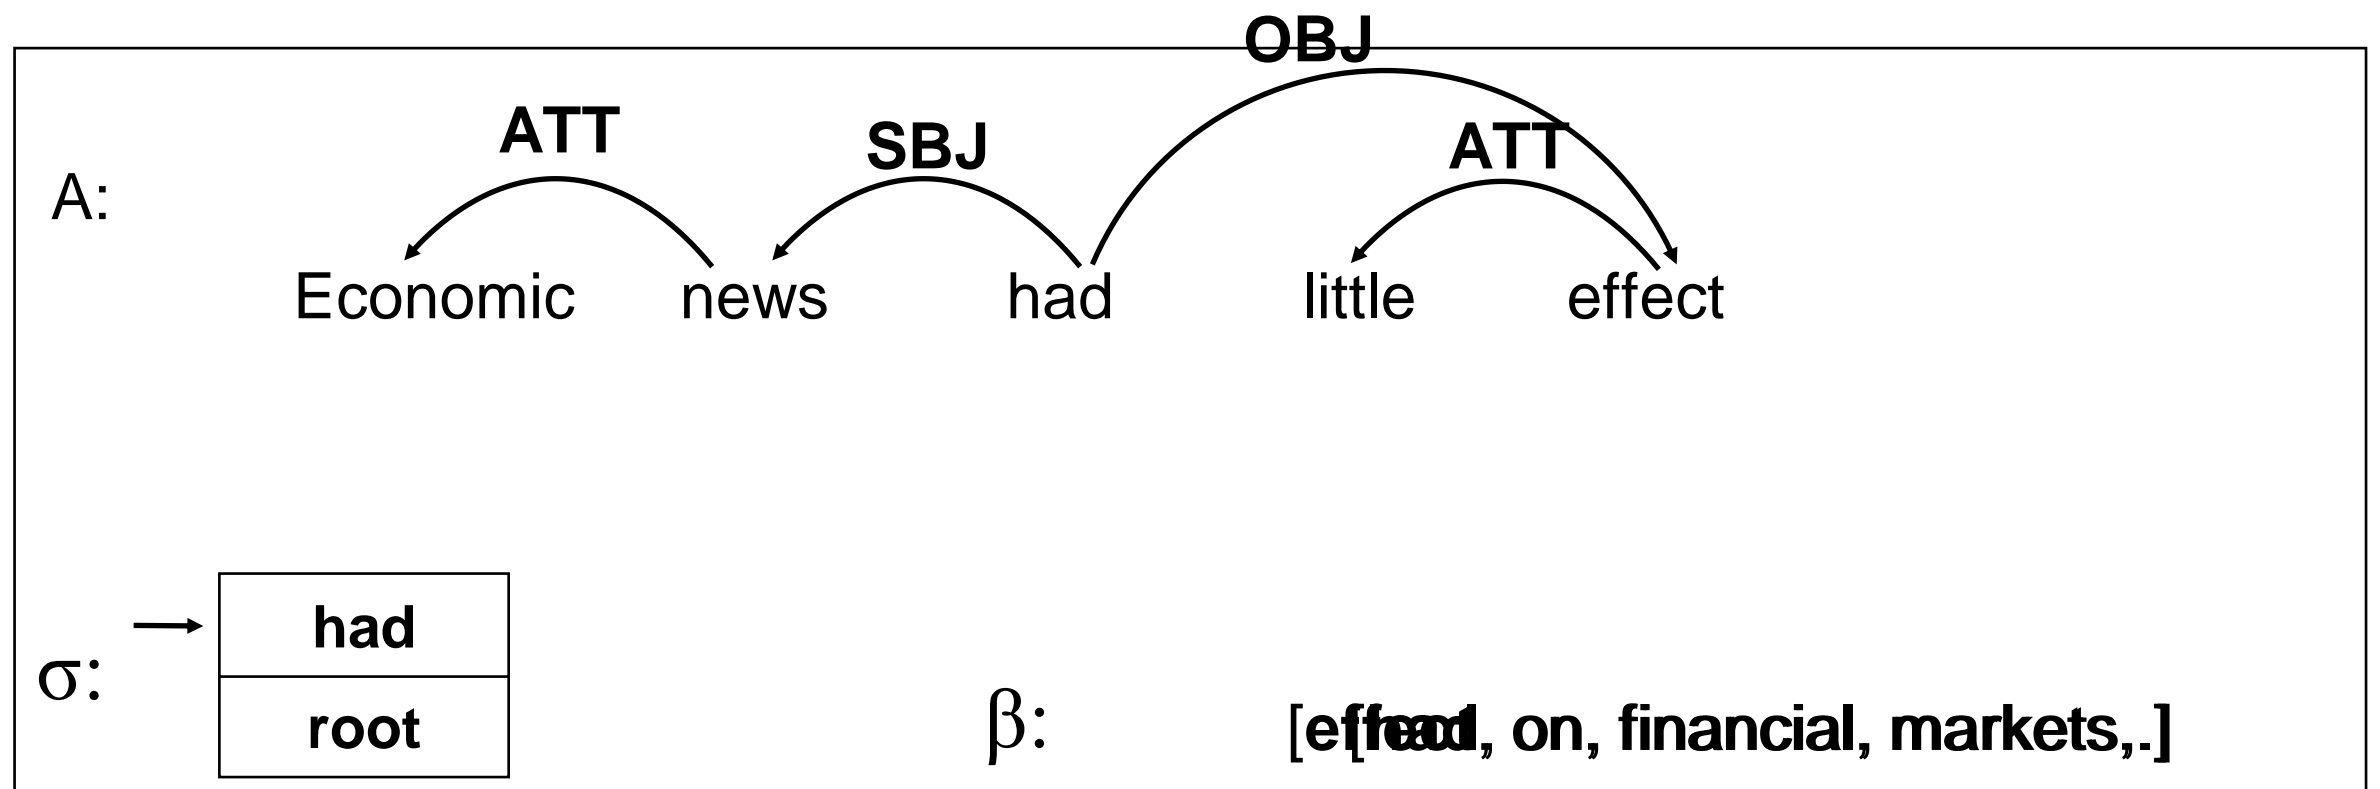 OBJ
ATT SBJ ATT
A:
Economic news had little effect
had
σ:
root
β: on, financial, markets,.]